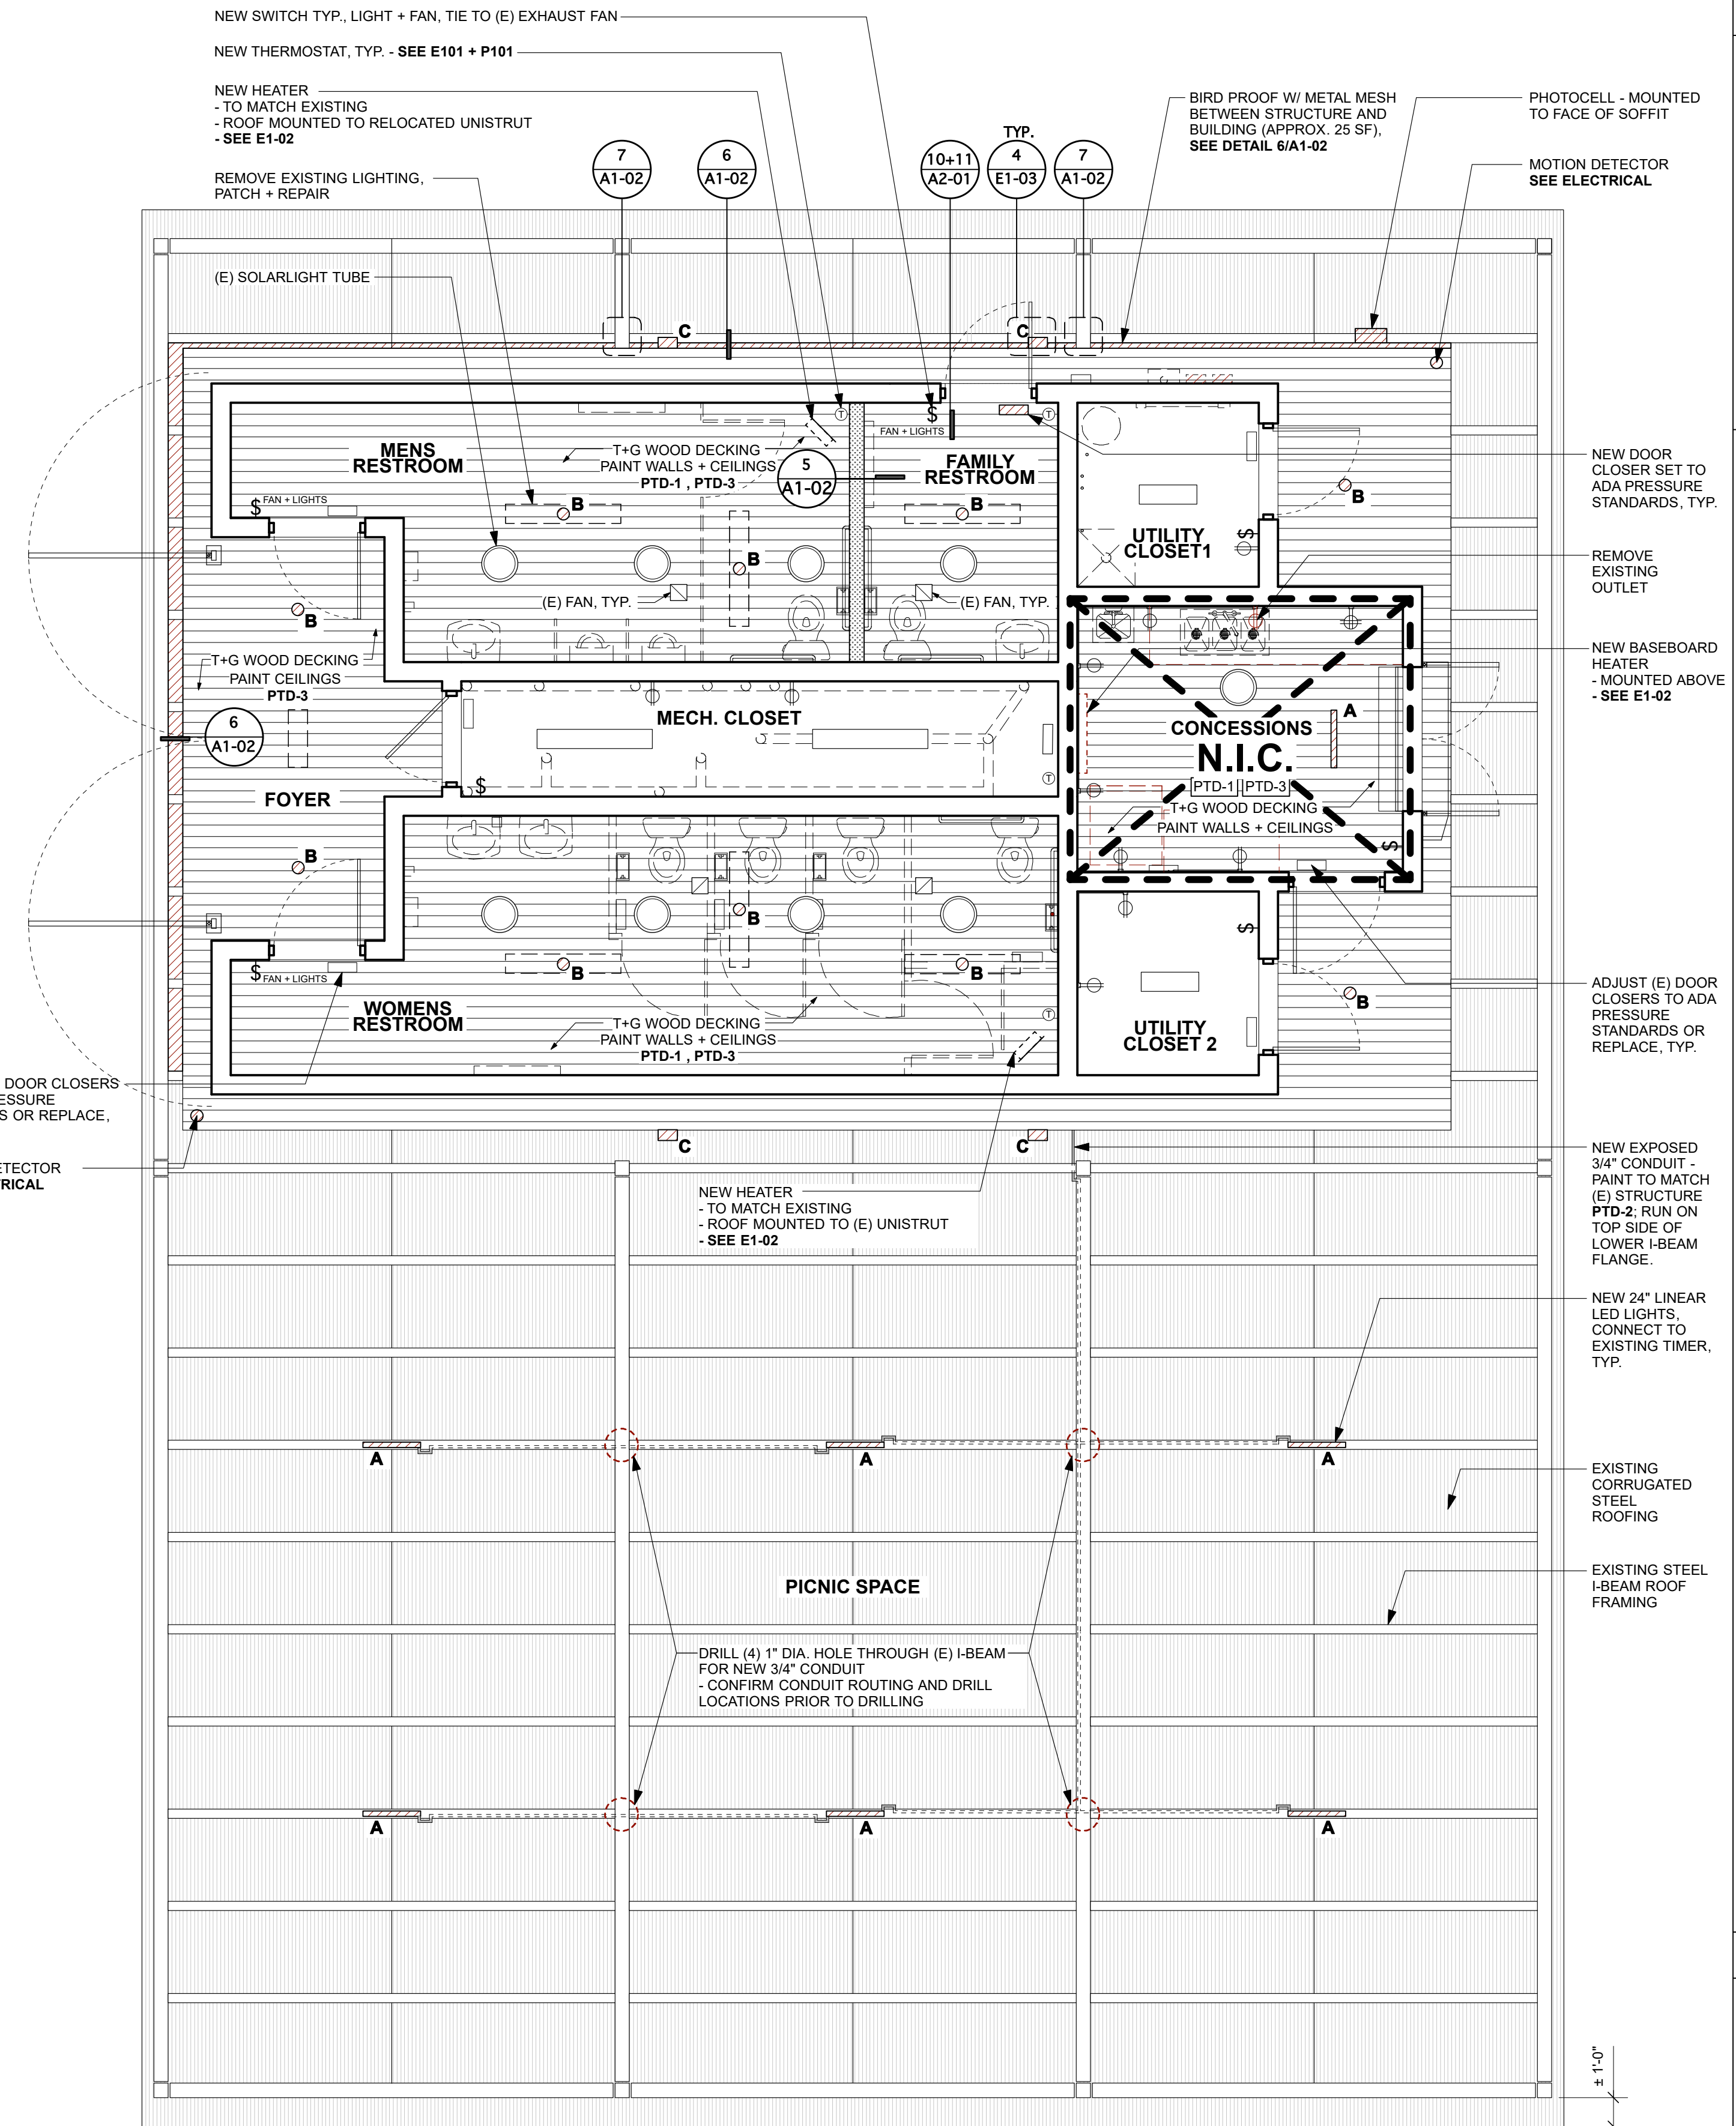 NEW SWITCH TYP., LIGHT + FAN, TIE TO (E) EXHAUST FAN
NEW THERMOSTAT, TYP. - SEE E101 + P101
NEW HEATER
- TO MATCH EXISTING
- ROOF MOUNTED TO RELOCATED UNISTRUT
- SEE E1-02
REMOVE EXISTING LIGHTING,
PATCH + REPAIR
7
A1-02
6
A1-02
10+11
A2-01
TYP.
4
E1-03
7
A1-02
BIRD PROOF W/ METAL MESH
BETWEEN STRUCTURE AND
BUILDING (APPROX. 25 SF),
SEE DETAIL 6/A1-02
PHOTOCELL - MOUNTED
TO FACE OF SOFFIT
MOTION DETECTOR
SEE ELECTRICAL
(E) SOLARLIGHT TUBE
C
C
T
$
FAN + LIGHTS
T
MENS
RESTROOM
T+G WOOD DECKING
PAINT WALLS + CEILINGS
PTD-1 , PTD-3
5
A1-02
FAMILY
RESTROOM
$ FAN + LIGHTS
B
B
B
B
B
(E) FAN, TYP.
(E) FAN, TYP.
UTILITY
CLOSET1
$
NEW DOOR
CLOSER SET TO
ADA PRESSURE
STANDARDS, TYP.
REMOVE
EXISTING
OUTLET
NEW BASEBOARD
HEATER
- MOUNTED ABOVE
- SEE E1-02
T+G WOOD DECKING
PAINT CEILINGS
PTD-3
6
A1-02
FOYER
MECH. CLOSET
$
T
A
CONCESSIONS
N.I.C.
PTD-1 PTD-3
T+G WOOD DECKING
PAINT WALLS + CEILINGS
$
B
B
B
B
$ FAN + LIGHTS
WOMENS
RESTROOM
T+G WOOD DECKING
PAINT WALLS + CEILINGS
PTD-1 , PTD-3
T
$
UTILITY
CLOSET 2
B
ADJUST (E) DOOR
CLOSERS TO ADA
PRESSURE
STANDARDS OR
REPLACE, TYP.
DOOR CLOSERS
ESSURE
S OR REPLACE,
ETECTOR
TRICAL
C
C
NEW HEATER
- TO MATCH EXISTING
- ROOF MOUNTED TO (E) UNISTRUT
- SEE E1-02
NEW EXPOSED
3/4" CONDUIT -
PAINT TO MATCH
(E) STRUCTURE
PTD-2; RUN ON
TOP SIDE OF
LOWER I-BEAM
FLANGE.
NEW 24" LINEAR
LED LIGHTS,
CONNECT TO
EXISTING TIMER,
TYP.
A
A
A
EXISTING
CORRUGATED
STEEL
ROOFING
PICNIC SPACE
EXISTING STEEL
I-BEAM ROOF
FRAMING
DRILL (4) 1" DIA. HOLE THROUGH (E) I-BEAM
FOR NEW 3/4" CONDUIT
- CONFIRM CONDUIT ROUTING AND DRILL
LOCATIONS PRIOR TO DRILLING
A
A
A
± 1'-0"